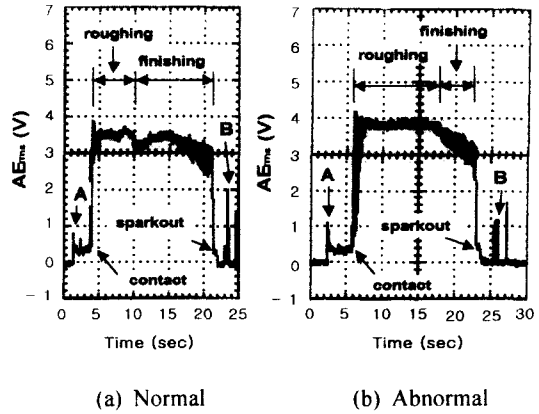 roughing
finishing
AErms (V)
7
6
5
4
3
2
1
0
− 1
A
B
sparkout
contact
0 5 10 15 20 25
Time (sec)
(a) Normal
finishing
roughing
AErms (V)
7
6
5
4
3
2
1
0
− 1
A
B
sparkout
contact
0 5 10 15 20 25 30
Time (sec)
(b) Abnormal